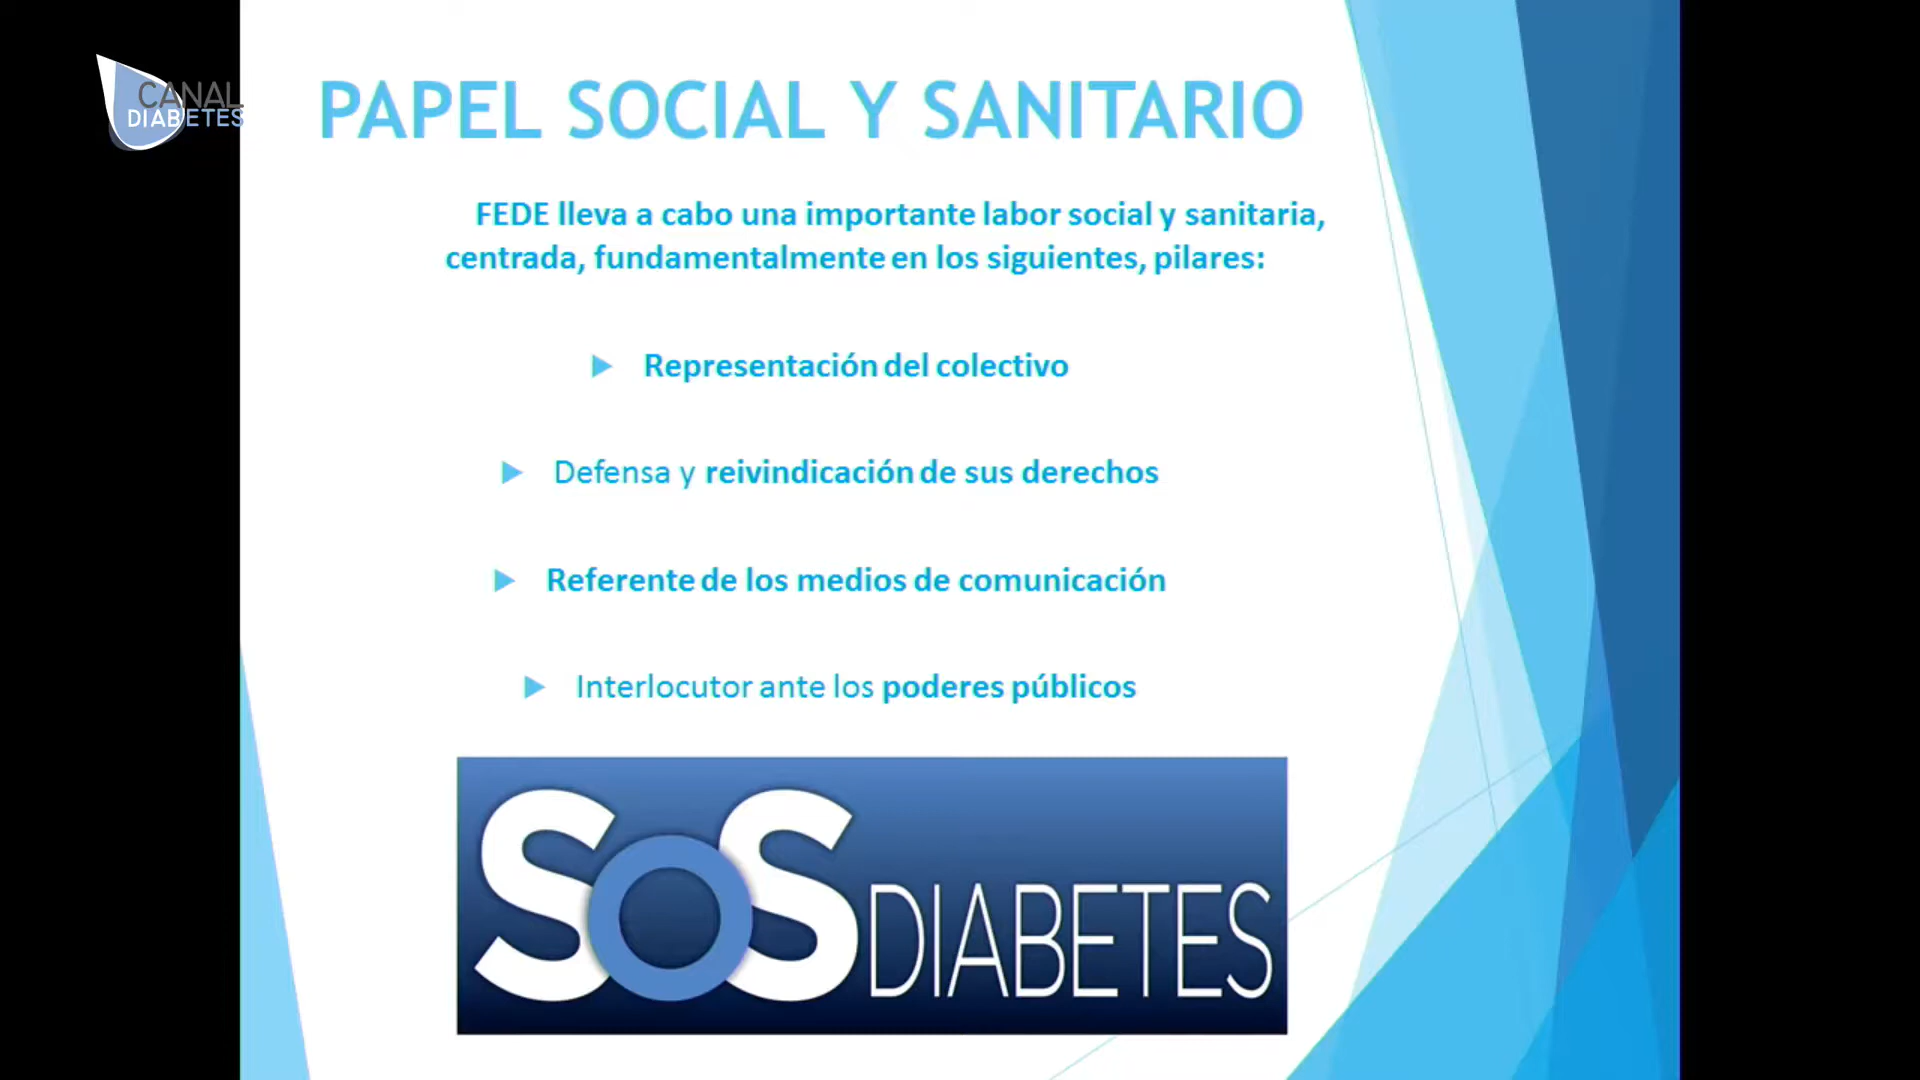 CANAL
DIABETES
PAPEL SOCIAL Y SANITARIO
FEDE lleva a cabo una importante labor social y sanitaria,
centrada, fundamentalmente en los siguientes, pilares:
Representación del colectivo
Defensa y reivindicación de sus derechos
Referente de los medios de comunicación
Interlocutor ante los poderes públicos
SOS DIABETES